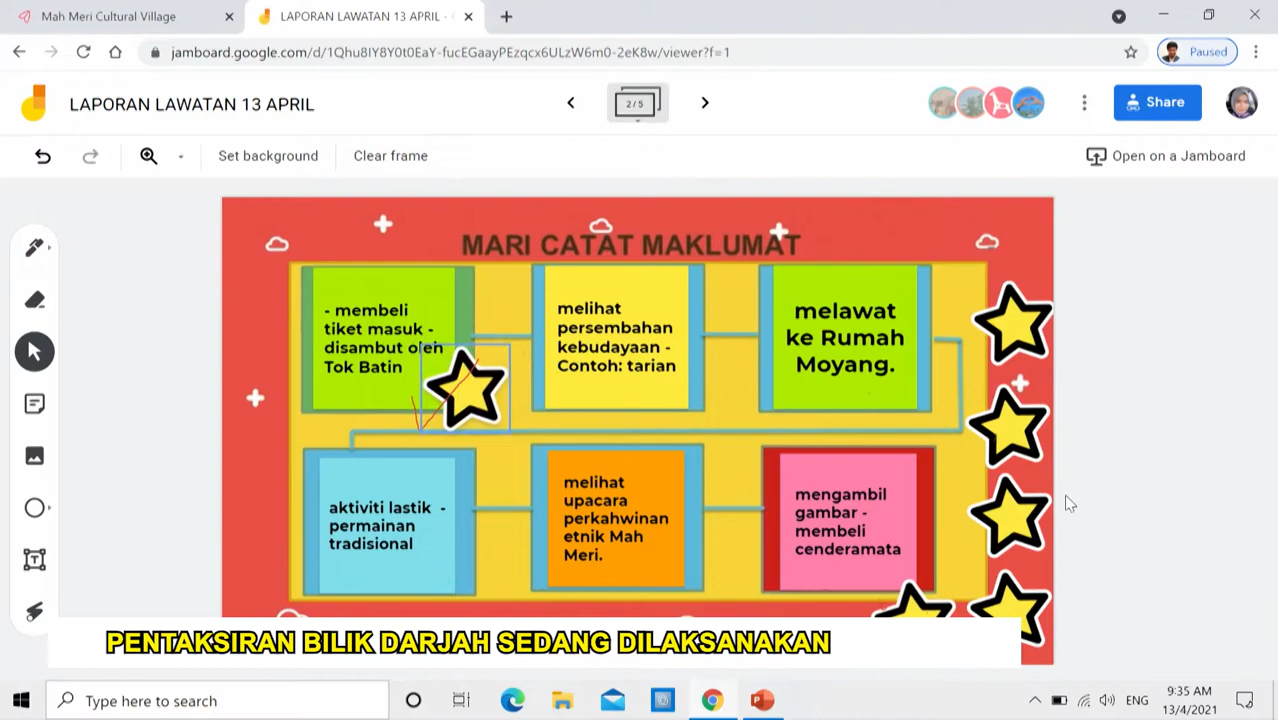 Mah Meri Cultural Village
LAPORAN LAWATAN 13 APRIL -
jamboard.google.com/d/1Qhu8IY8Y0t0EaY-fucEGaayPEzqcx6ULzW6m0-2eK8w/viewer?f=1
Paused
LAPORAN LAWATAN 13 APRIL
2 / 5
Share
Set background
Clear frame
Open on a Jamboard
MARI CATAT MAKLUMAT
- membeli
tiket masuk -
disambut oleh
Tok Batin
melihat
persembahan
kebudayaan -
Contoh: tarian
melawat
ke Rumah
Moyang.
aktiviti lastik -
permainan
tradisional
melihat
upacara
perkahwinan
etnik Mah
Meri.
mengambil
gambar -
membeli
cenderamata
PENTAKSIRAN BILIK DARJAH SEDANG DILAKSANAKAN
Type here to search
ENG
9:35 AM
13/4/2021